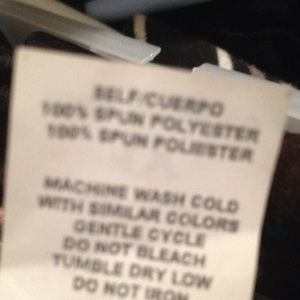 SELF/CUERPO
100% SPUN POLYESTER
100% SPUN POLIESTER
MACHINE WASH COLD
WITH SIMILAR COLORS
GENTLE CYCLE
DO NOT BLEACH
TUMBLE DRY LOW
DO NOT IRON